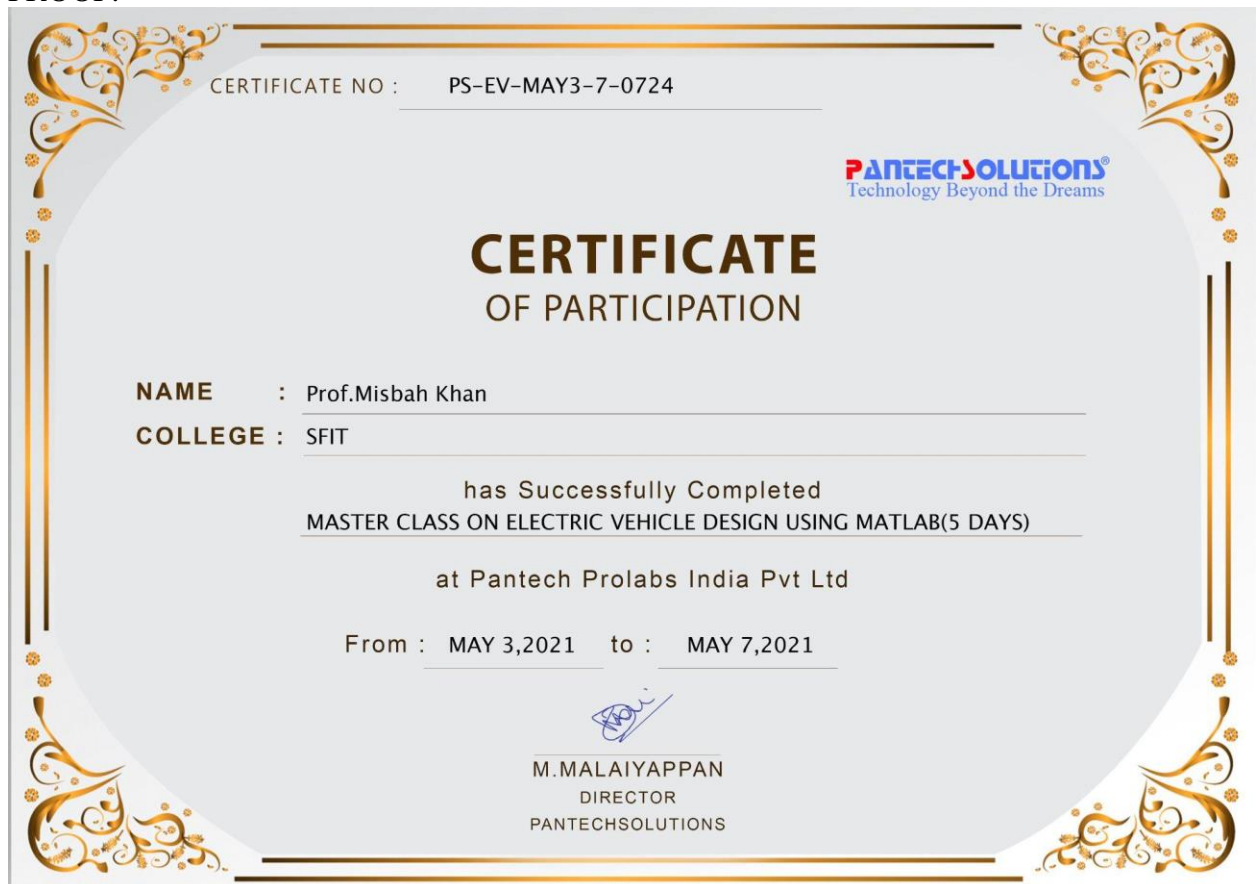 CERTIFICATE NO : PS-EV-MAY3-7-0724
PANTECHSOLUTIONS®
Technology Beyond the Dreams
CERTIFICATE
OF PARTICIPATION
NAME : Prof.Misbah Khan
COLLEGE : SFIT
has Successfully Completed
MASTER CLASS ON ELECTRIC VEHICLE DESIGN USING MATLAB(5 DAYS)
at Pantech Prolabs India Pvt Ltd
From : MAY 3,2021 to : MAY 7,2021
M.MALAIYAPPAN
DIRECTOR
PANTECHSOLUTIONS